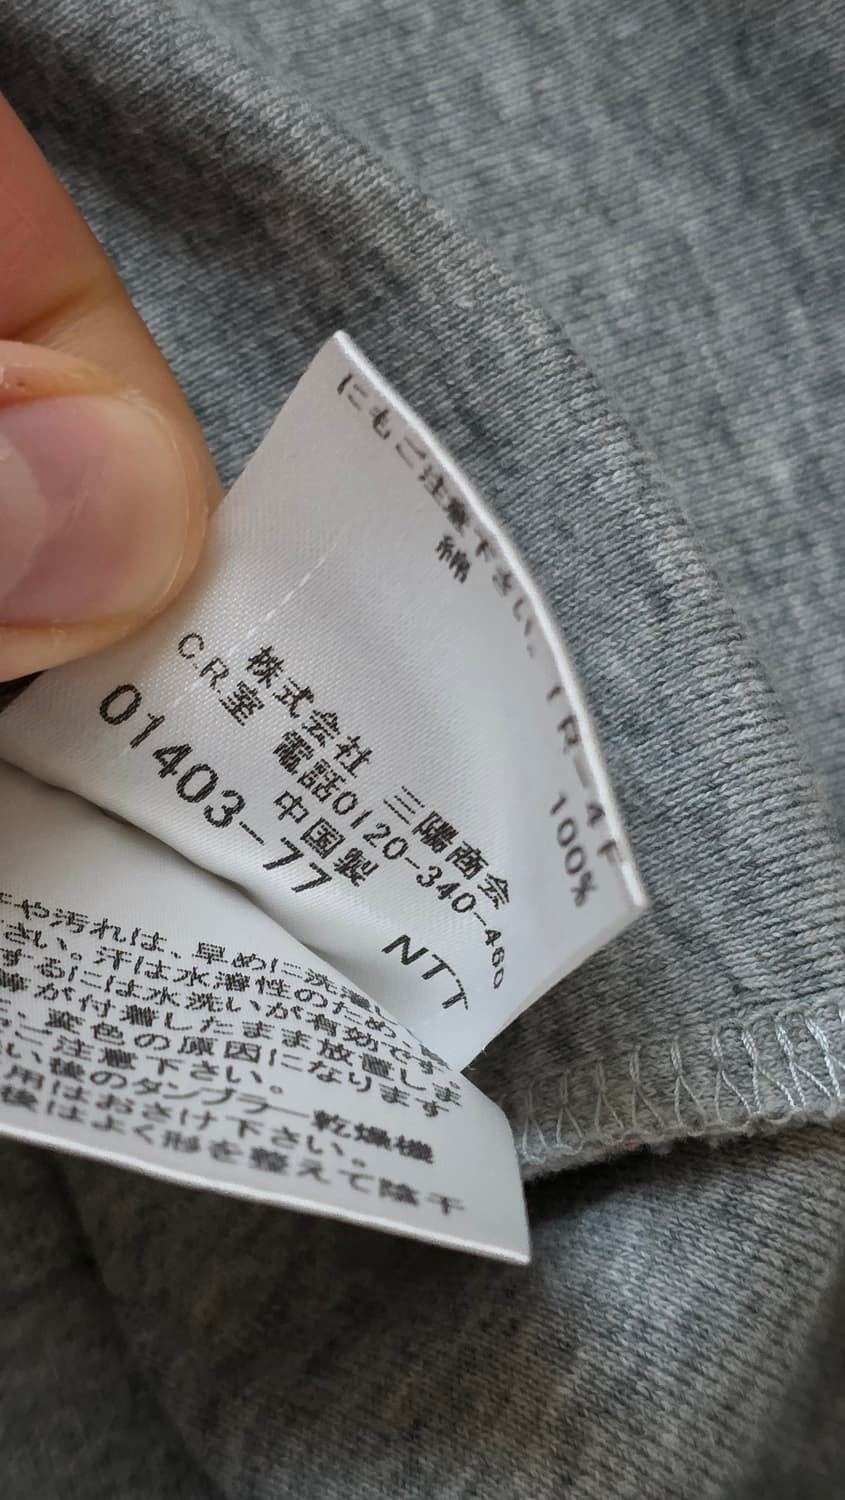 にもご注意下さい。 TR-4F
綿 100%
株式会社 三陽商会
C.R.室 電話0120-340-460
中国製
01403-77 NTT
や汚れは、早めに洗濯し
さい。汗は水溶性のため、
するには水洗いが有効です。
等が付着したまま放置しま
、変色の原因になります
ご注意下さい。
い後のタンブラー乾燥機
用はおさけ下さい。
後はよく形を整えて陰干